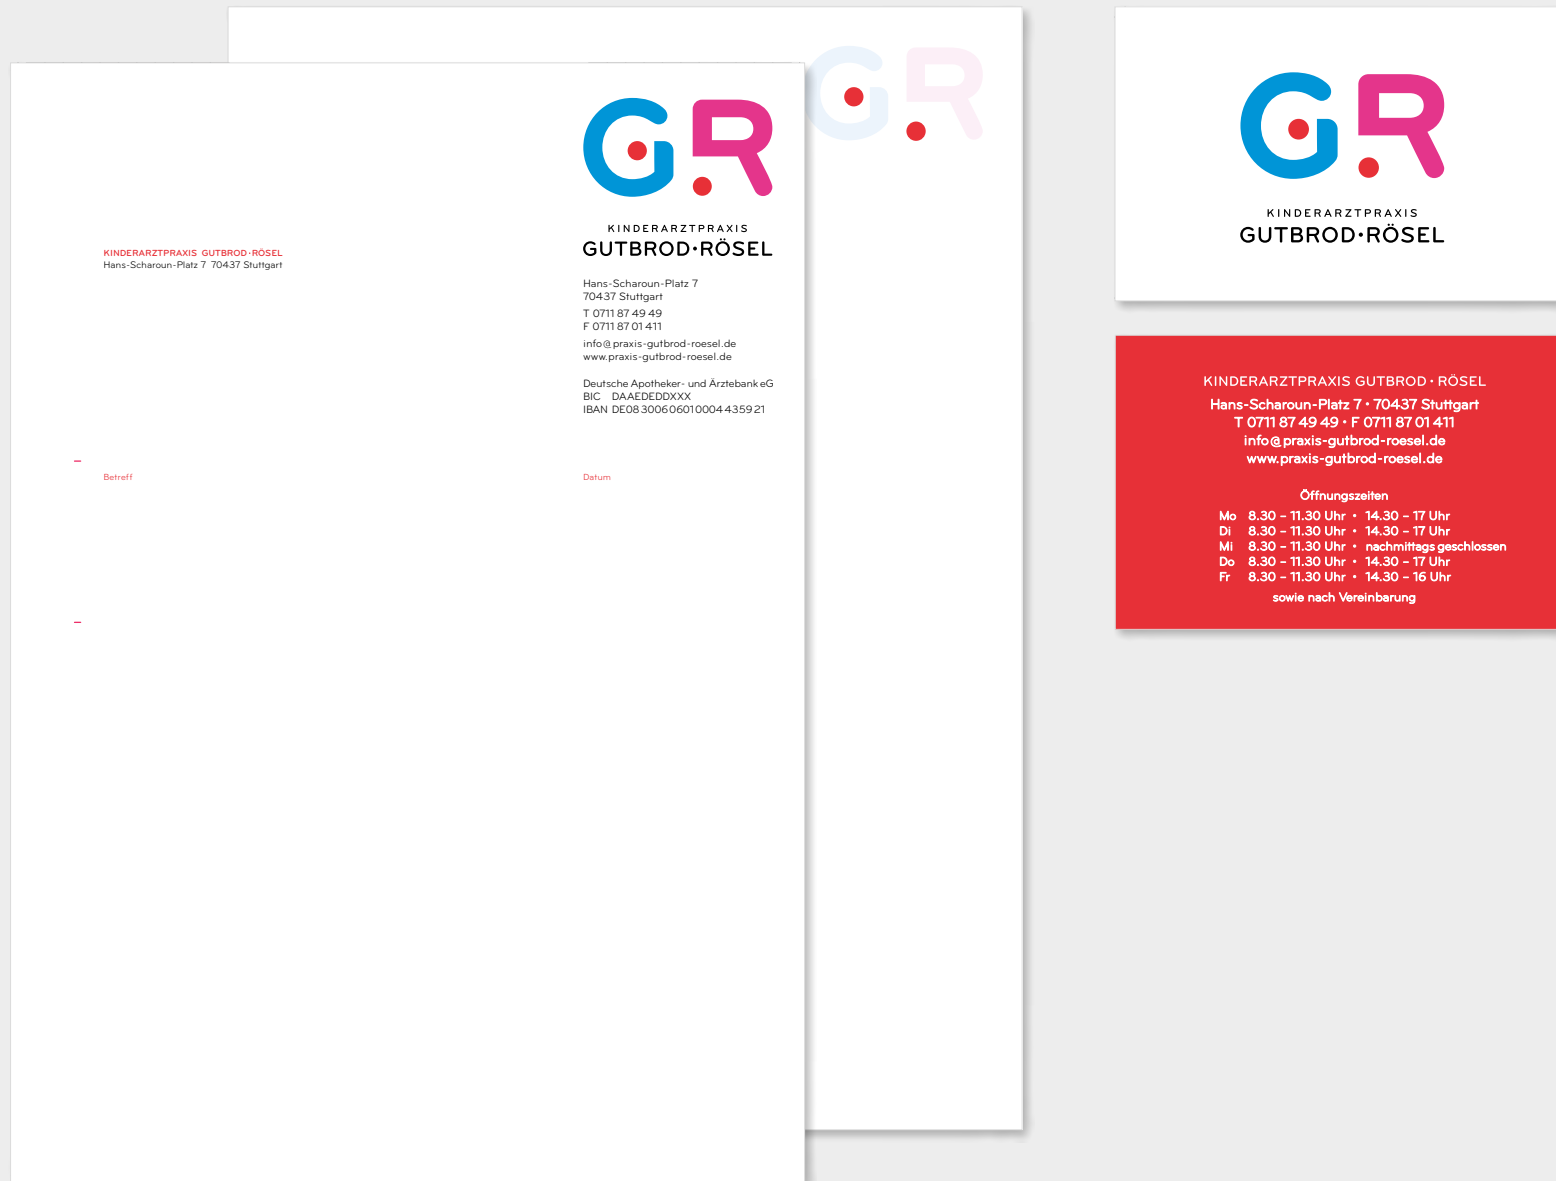 GR
KINDERARZTPRAXIS
GUTBROD·RÖSEL
KINDERARZTPRAXIS GUTBROD·RÖSEL
Hans-Scharoun-Platz 7 70437 Stuttgart
Hans-Scharoun-Platz 7
70437 Stuttgart
T 0711 87 49 49
F 0711 87 01 411
info@praxis-gutbrod-roesel.de
www.praxis-gutbrod-roesel.de
Deutsche Apotheker- und Ärztebank eG
BIC DAAEDEDDXXX
IBAN DE08 3006 0601 0004 4359 21
Betreff
Datum
GR
GR
KINDERARZTPRAXIS
GUTBROD·RÖSEL
KINDERARZTPRAXIS GUTBROD · RÖSEL
Hans-Scharoun-Platz 7 · 70437 Stuttgart
T 0711 87 49 49 · F 0711 87 01 411
info@praxis-gutbrod-roesel.de
www.praxis-gutbrod-roesel.de
Öffnungszeiten
Mo 8.30 – 11.30 Uhr · 14.30 – 17 Uhr
Di 8.30 – 11.30 Uhr · 14.30 – 17 Uhr
Mi 8.30 – 11.30 Uhr · nachmittags geschlossen
Do 8.30 – 11.30 Uhr · 14.30 – 17 Uhr
Fr 8.30 – 11.30 Uhr · 14.30 – 16 Uhr
sowie nach Vereinbarung